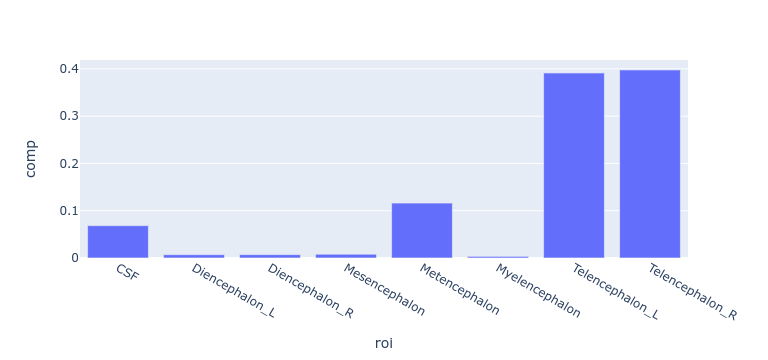 comp
0.4
0.3
0.2
0.1
0
CSF
Diencephalon_L
Diencephalon_R
Mesencephalon
Metencephalon
Myelencephalon
Telencephalon_L
Telencephalon_R
roi